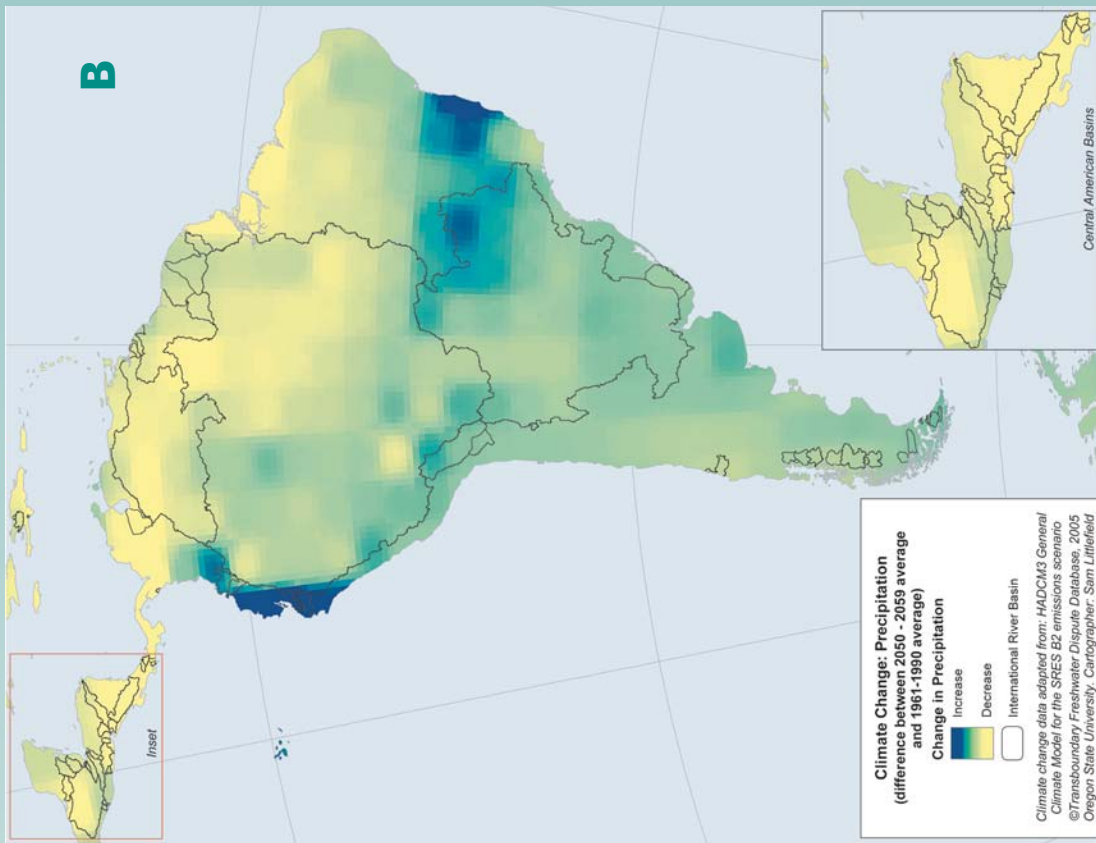 B
Inset
Climate Change: Precipitation
(difference between 2050 - 2059 average
and 1961-1990 average)
Change in Precipitation
Increase
Decrease
International River Basin
Climate change data adapted from: HADCM3 General
Climate Model for the SRES B2 emissions scenario
©Transboundary Freshwater Dispute Database, 2005
Oregon State University. Cartographer: Sam Littlefield
Central American Basins